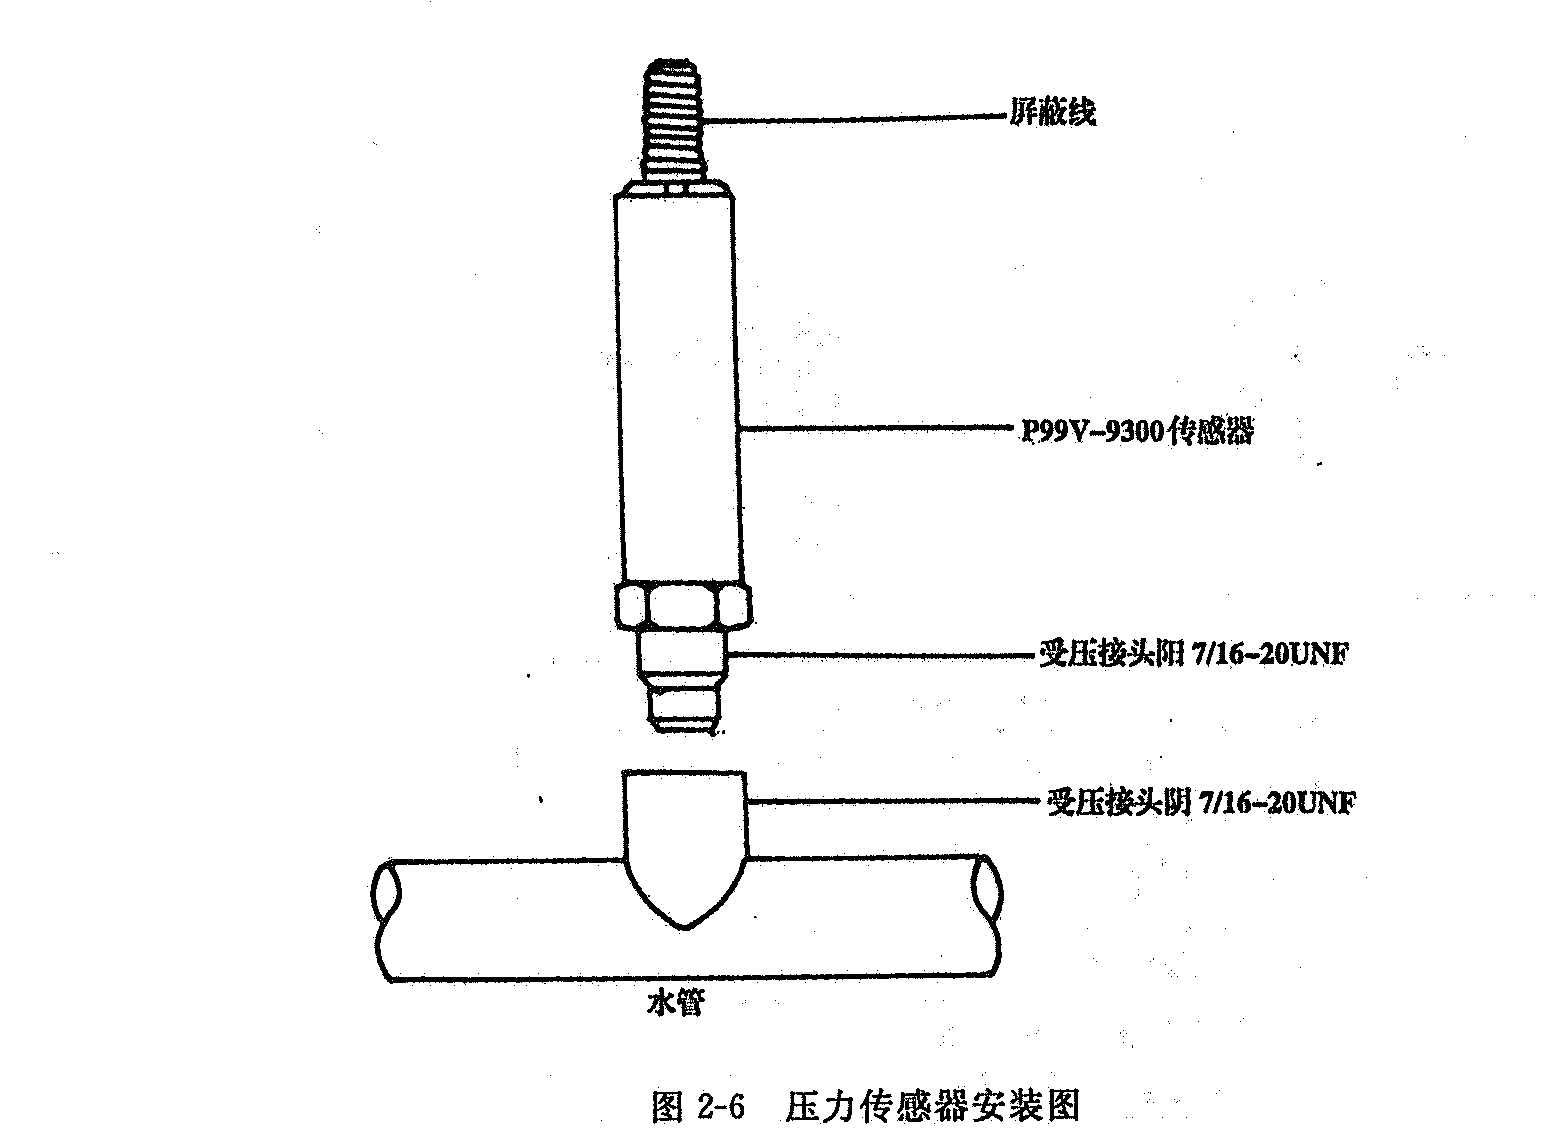 屏蔽线
P99V-9300传感器
受压接头阳 7/16-20UNF
受压接头阴 7/16-20UNF
水管
图 2-6 压力传感器安装图